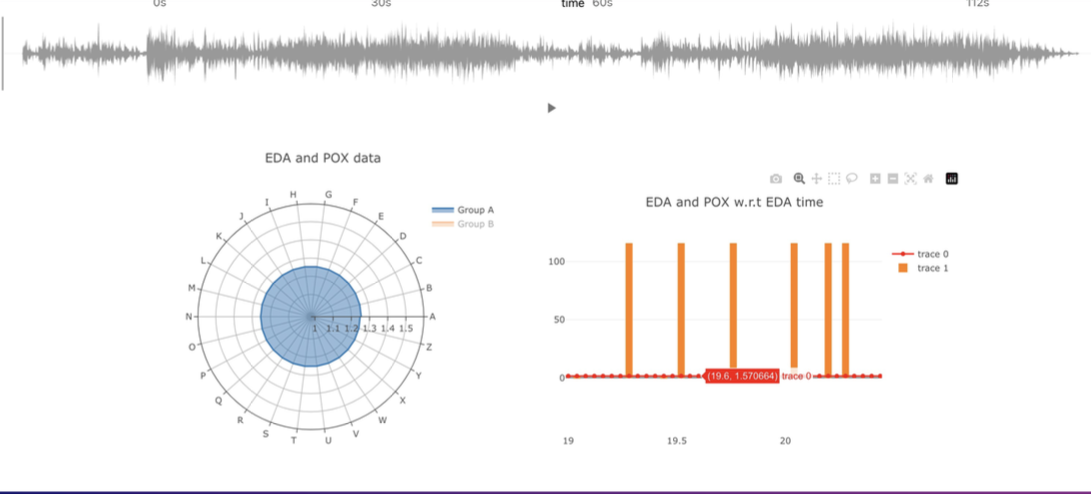 0s 30s time 60s 112s
EDA and POX data
H G
I F
J E
K D
L C
M B
N A
O Z
P Y
Q X
R W
S V
T U
1 1.1 1.2 1.3 1.4 1.5
Group A
Group B
EDA and POX w.r.t EDA time
100
50
0
(19.6, 1.570664) trace 0
19 19.5 20
trace 0
trace 1